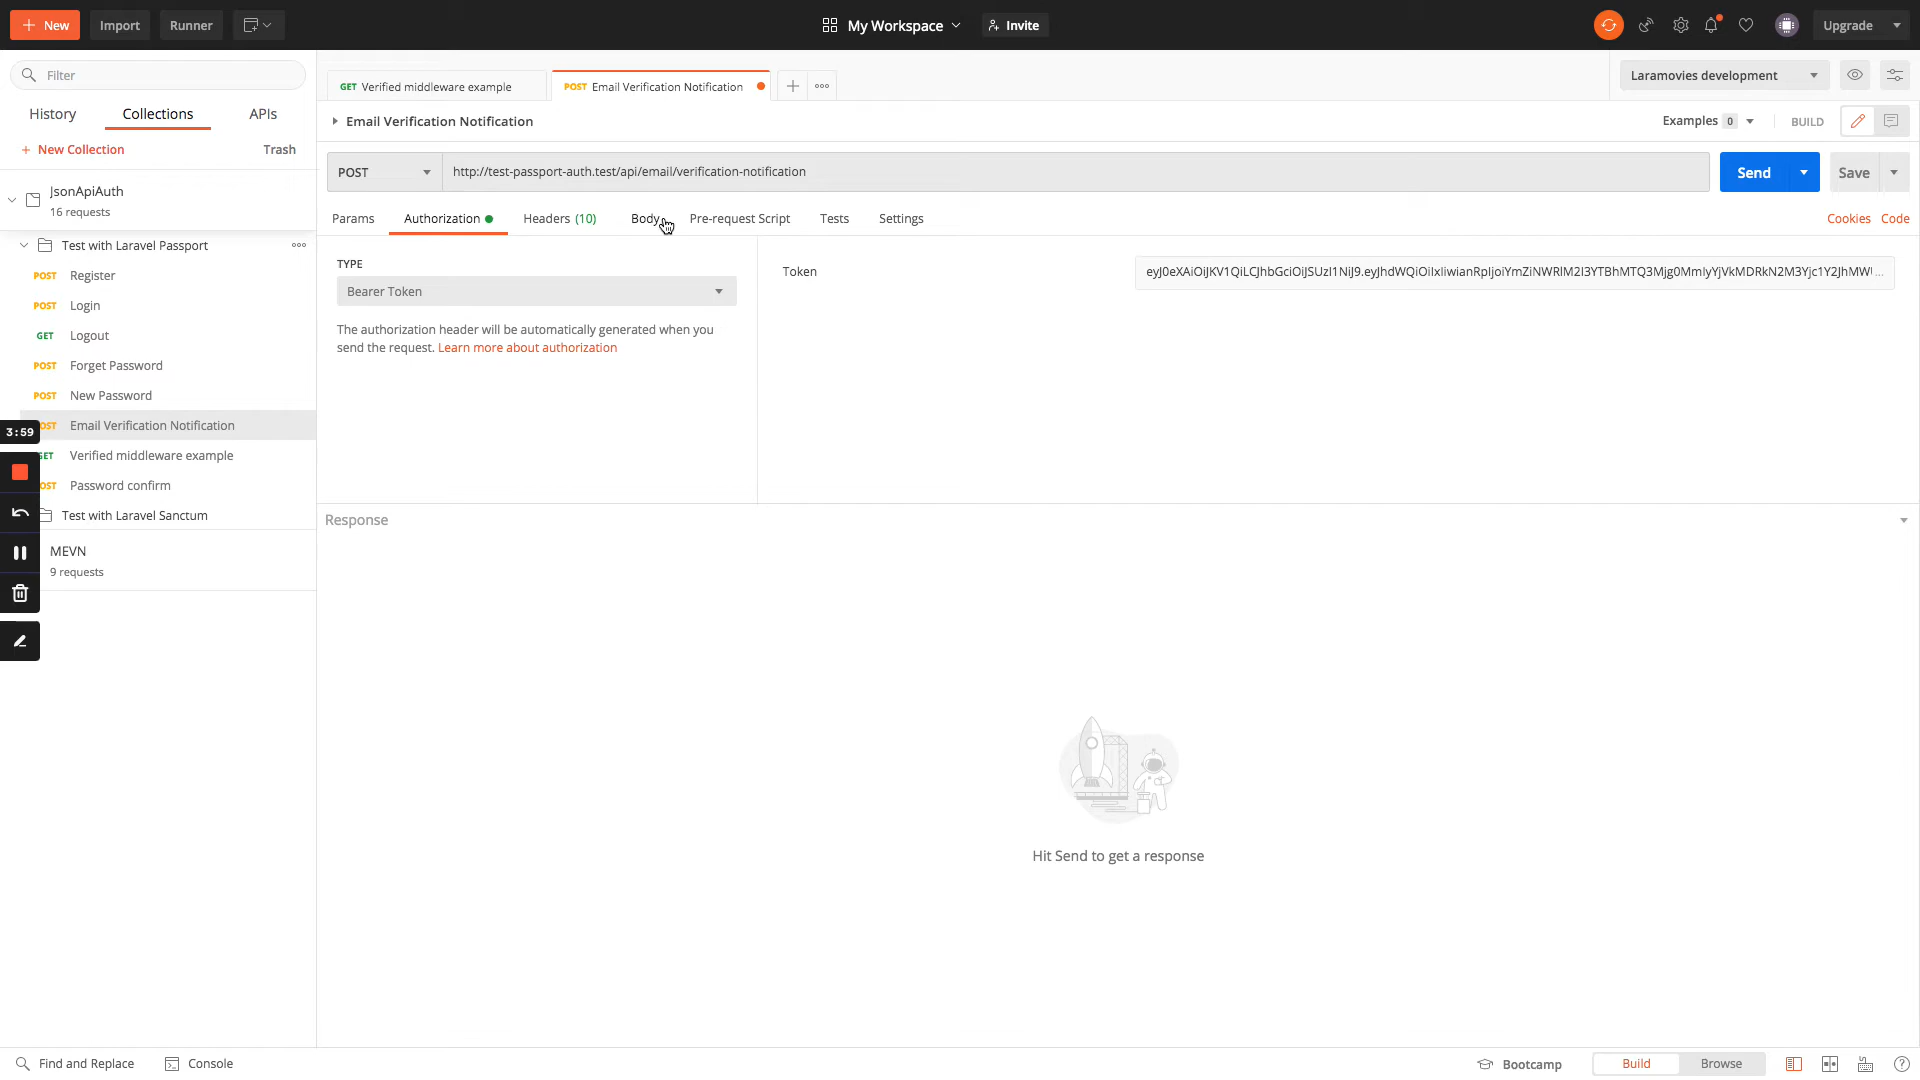 New
Import
Runner
My Workspace
Invite
Upgrade
Filter
History
Collections
APIs
+ New Collection
Trash
JsonApiAuth
16 requests
Test with Laravel Passport
POST Register
POST Login
GET Logout
POST Forget Password
POST New Password
OST Email Verification Notification
GET Verified middleware example
OST Password confirm
Test with Laravel Sanctum
MEVN
9 requests
3:59
GET Verified middleware example
POST Email Verification Notification
Laramovies development
Email Verification Notification
Examples 0
BUILD
POST
http://test-passport-auth.test/api/email/verification-notification
Send
Save
Params
Authorization
Headers (10)
Body
Pre-request Script
Tests
Settings
Cookies
Code
TYPE
Bearer Token
The authorization header will be automatically generated when you
send the request. Learn more about authorization
Token
Response
Hit Send to get a response
Find and Replace
Console
Bootcamp
Build
Browse